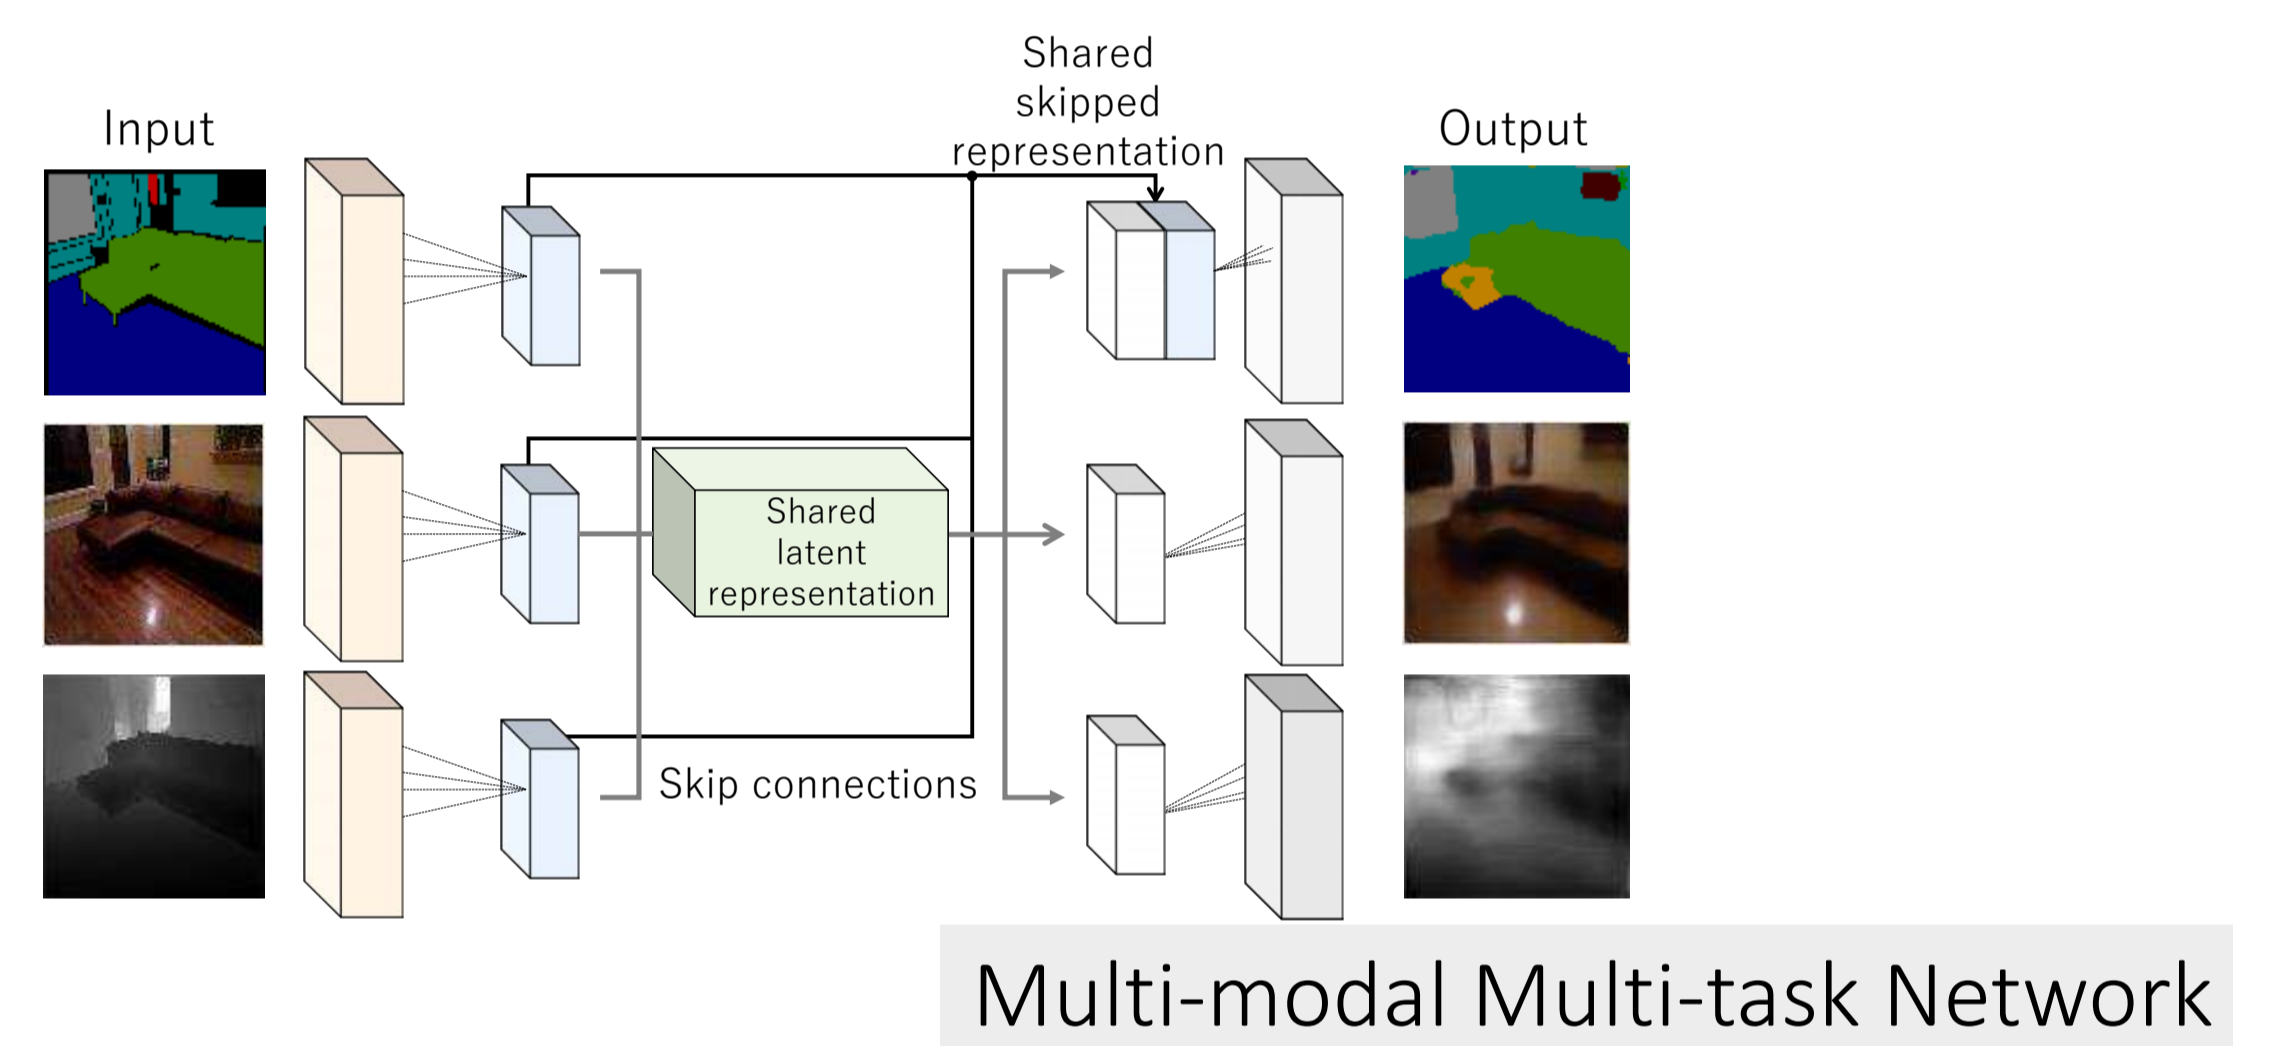 Input
Shared
skipped
representation
Output
Shared
latent
representation
Skip connections
Multi-modal Multi-task Network